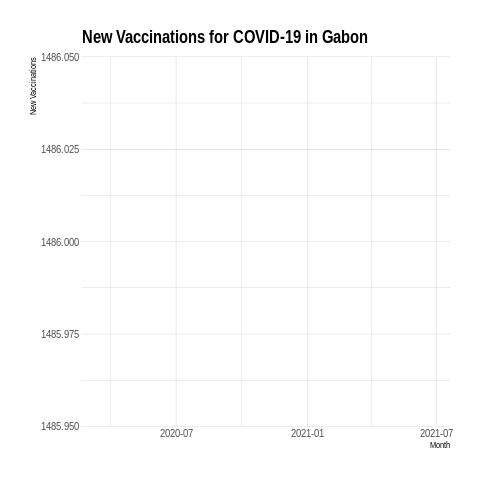 New Vaccinations for COVID-19 in Gabon
New Vaccinations
1486.050
1486.025
1486.000
1485.975
1485.950
2020-07
2021-01
2021-07
Month